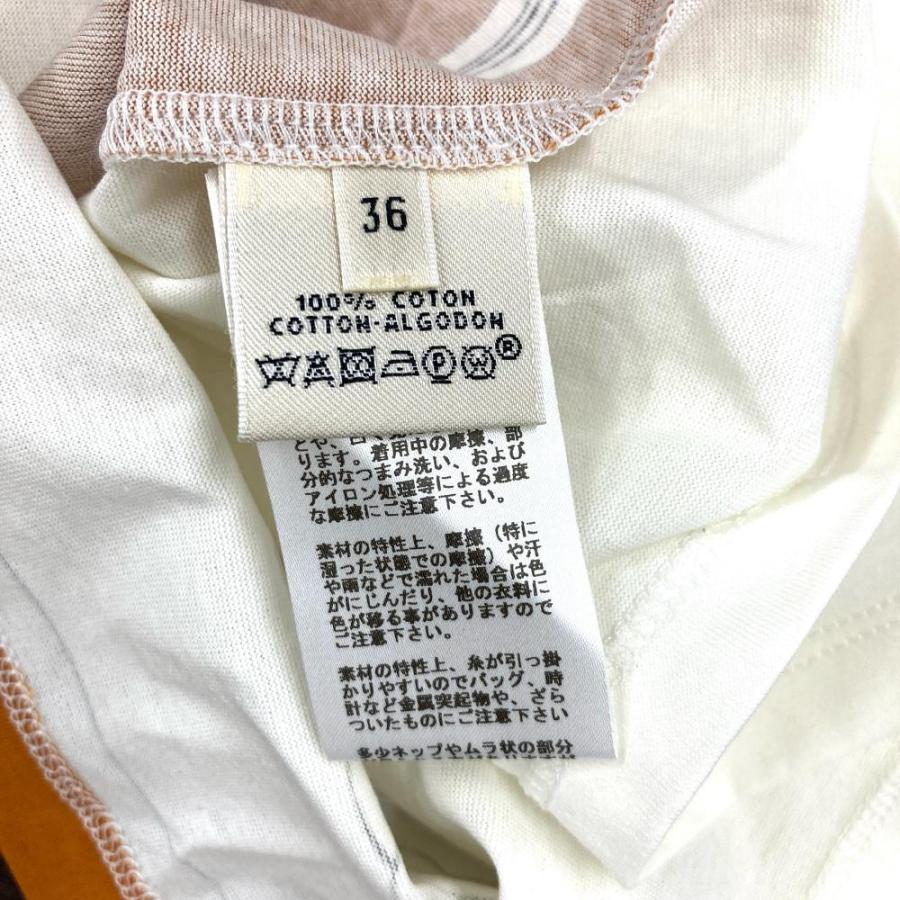 36
100% COTON
COTTON-ALGODON
P W ®
ります。着用中の摩擦、部
分的なつまみ洗い、および
アイロン処理等による過度
な摩擦にご注意下さい。
素材の特性上、摩擦（特に
湿った状態での摩擦）や汗
や雨などで濡れた場合は色
がにじんだり、他の衣料に
色が移る事がありますので
ご注意下さい。
素材の特性上、糸が引っ掛
かりやすいのでバッグ、時
計など金属突起物や、ざら
ついたものにご注意下さい
多少ネップやムラ状の部分